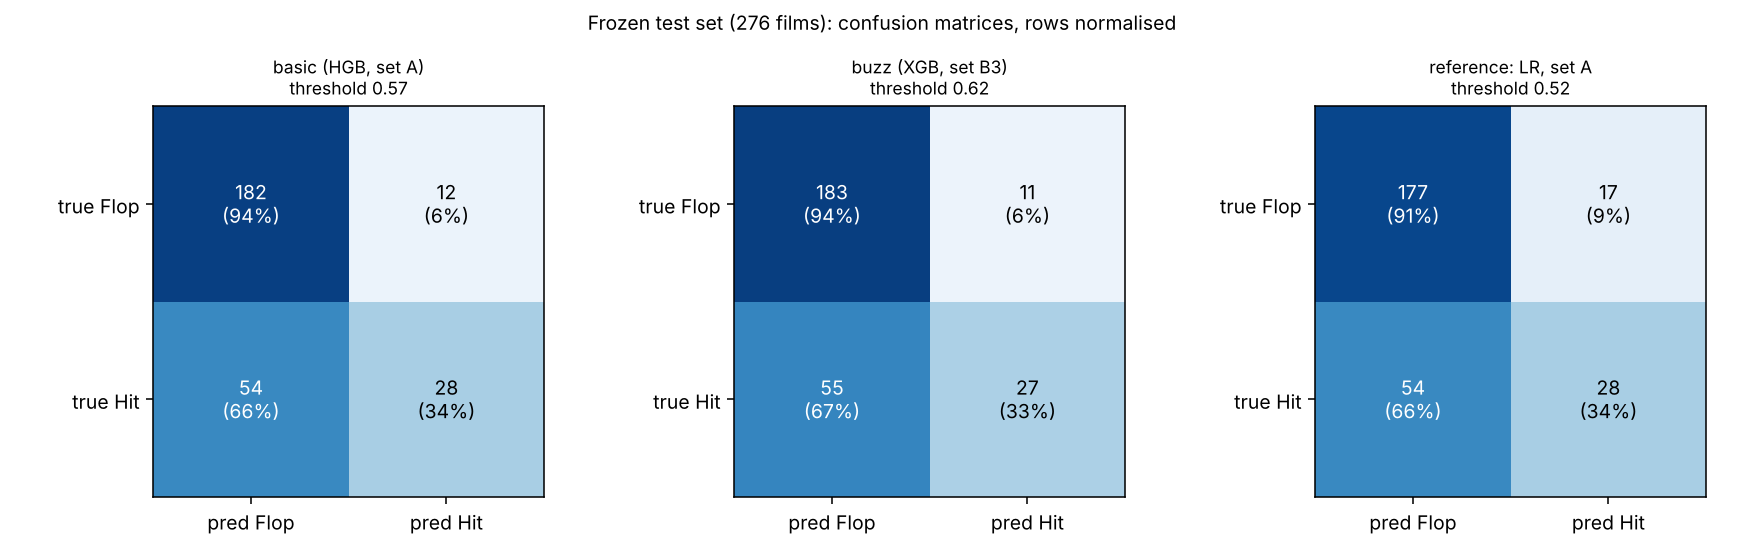 Frozen test set (276 films): confusion matrices, rows normalised
basic (HGB, set A)
threshold 0.57
true Flop
182
(94%)
12
(6%)
true Hit
54
(66%)
28
(34%)
pred Flop
pred Hit
buzz (XGB, set B3)
threshold 0.62
true Flop
183
(94%)
11
(6%)
true Hit
55
(67%)
27
(33%)
pred Flop
pred Hit
reference: LR, set A
threshold 0.52
true Flop
177
(91%)
17
(9%)
true Hit
54
(66%)
28
(34%)
pred Flop
pred Hit